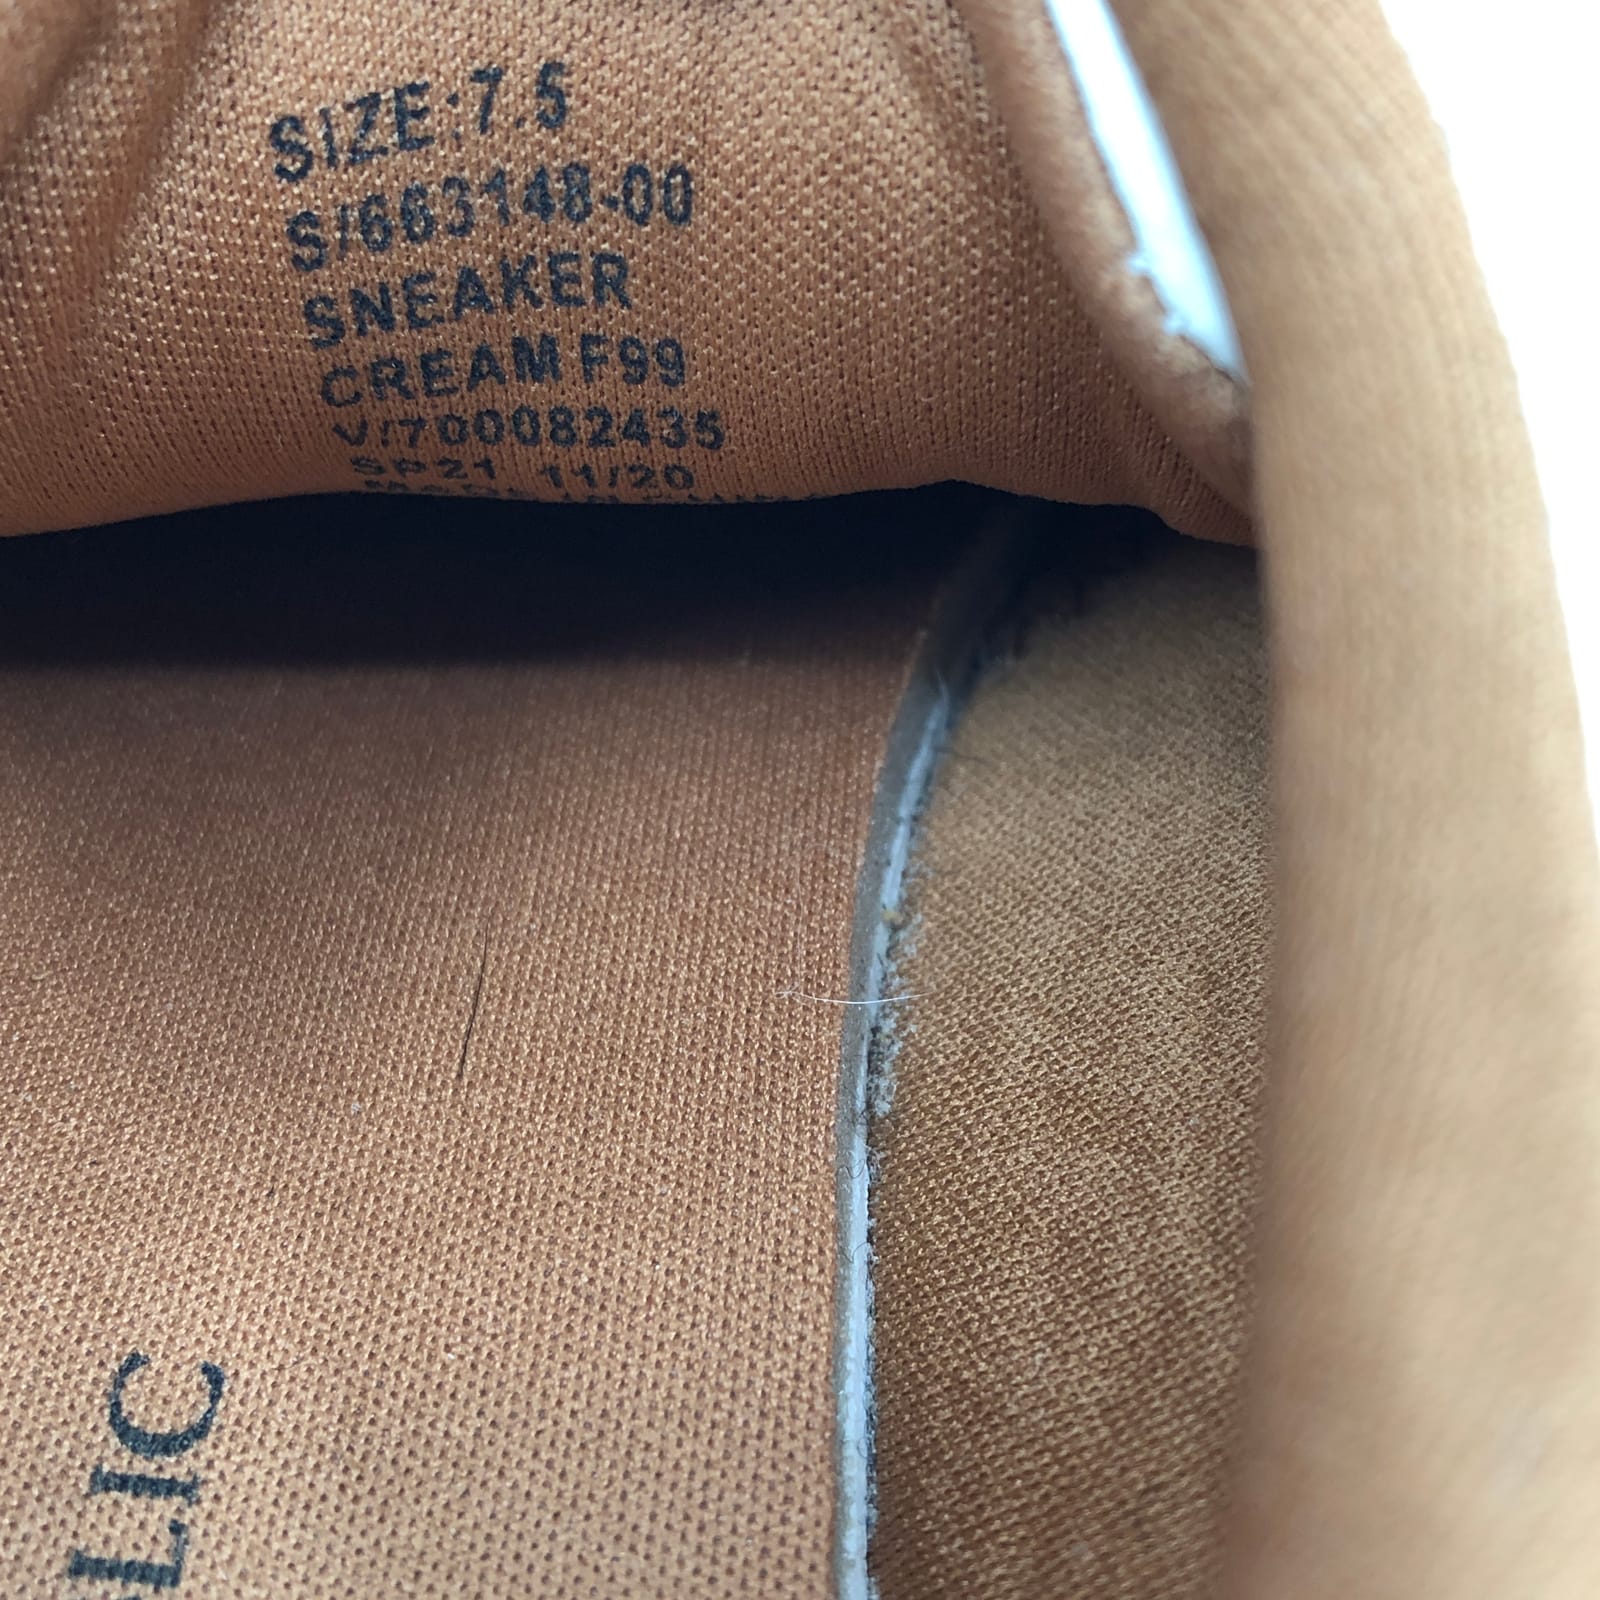 SIZE:7.5
S/663148-00
SNEAKER
CREAM F99
V/700082435
SP21 11/20
LIC